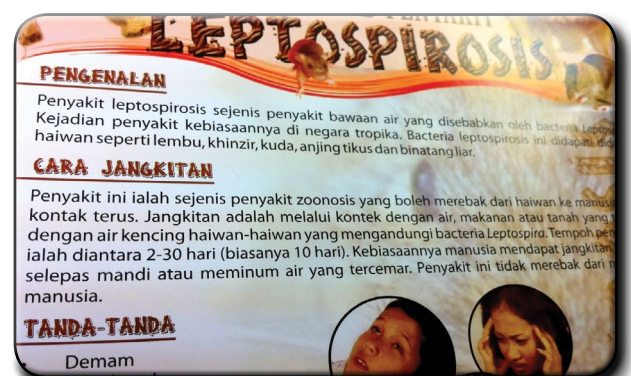 LEPTOSPIROSIS
PENGENALAN
Penyakit leptospirosis sejenis penyakit bawaan air yang disebabkan oleh bacteria
Kejadian penyakit kebiasaannya di negara tropika. Bacteria leptospirosis ini didapati
haiwan seperti lembu, khinzir, kuda, anjing tikus dan binatang liar.
CARA JANGKITAN
Penyakit ini ialah sejenis penyakit zoonosis yang boleh merebak dari haiwan ke
kontak terus. Jangkitan adalah melalui kontek dengan air, makanan atau tanah yang
dengan air kencing haiwan-haiwan yang mengandungi bacteria Leptospira. Tempoh
ialah diantara 2-30 hari (biasanya 10 hari). Kebiasaannya manusia mendapat jangkitan
selepas mandi atau meminum air yang tercemar. Penyakit ini tidak merebak dari
manusia.
TANDA-TANDA
Demam